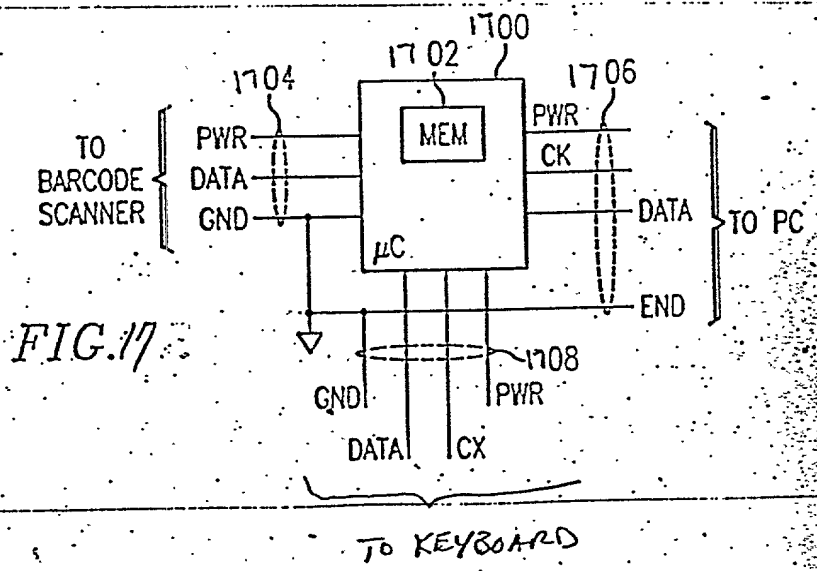 1700
1702
1704
1706
PWR
MEM
PWR
CK
TO
BARCODE
SCANNER
DATA
DATA
TO PC
GND
μC
END
FIG. 17
1708
GND
PWR
DATA
CX
TO KEYBOARD